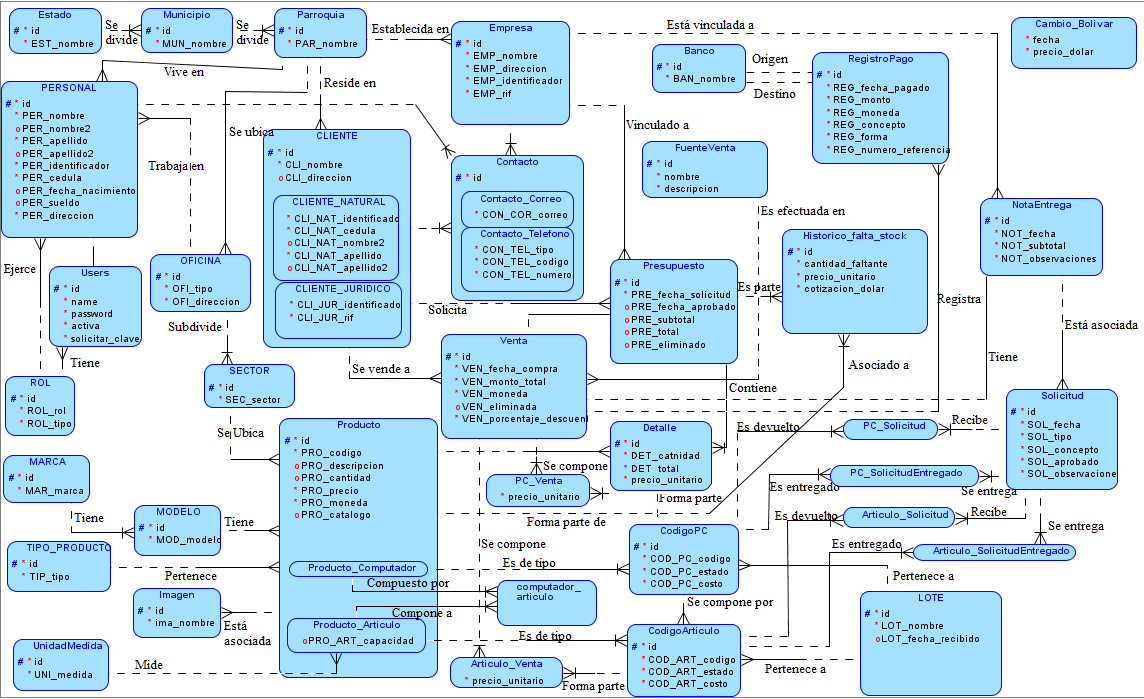 Estado
# * id
* EST_nombre
Se
divide
Municipio
# * id
* MUN_nombre
Se
divide
Parroquia
# * id
* PAR_nombre
Establecida en
Empresa
# * id
* EMP_nombre
* EMP_direccion
* EMP_identificador
* EMP_rif
Está vinculada a
Banco
# * id
* BAN_nombre
Origen
Destino
RegistroPago
# * id
* REG_fecha_pagado
* REG_monto
* REG_moneda
* REG_concepto
* REG_forma
* REG_numero_referencia
Cambio_Bolivar
* fecha
* precio_dolar
Vive en
Reside en
PERSONAL
# * id
* PER_nombre
o PER_nombre2
* PER_apellido
o PER_apellido2
* PER_identificador
* PER_cedula
o PER_fecha_nacimiento
o PER_sueldo
* PER_direccion
Se ubica
Trabaja en
CLIENTE
# * id
* CLI_nombre
o CLI_direccion
CLIENTE_NATURAL
* CLI_NAT_identificado
* CLI_NAT_cedula
o CLI_NAT_nombre2
* CLI_NAT_apellido
o CLI_NAT_apellido2
CLIENTE_JURIDICO
* CLI_JUR_identificado
* CLI_JUR_rif
Contacto
# * id
Contacto_Correo
* CON_COR_correo
Contacto_Telefono
* CON_TEL_tipo
* CON_TEL_codigo
* CON_TEL_numero
Vinculado a
FuenteVenta
# * id
* nombre
* descripcion
Es efectuada en
Historico_falta_stock
# * id
* cantidad_faltante
* precio_unitario
* cotizacion_dolar
NotaEntrega
# * id
* NOT_fecha
* NOT_subtotal
* NOT_observaciones
Ejerce
Users
# * id
* name
* password
* activa
* solicitar_clave
Tiene
OFICINA
# * id
* OFI_tipo
* OFI_direccion
Subdivide
Solicita
Presupuesto
# * id
* PRE_fecha_solicitud
o PRE_fecha_aprobado
o PRE_subtotal
o PRE_total
o PRE_eliminado
Es parte
Registra
Está asociada
ROL
# * id
* ROL_rol
* ROL_tipo
SECTOR
# * id
* SEC_sector
Se vende a
Venta
# * id
* VEN_fecha_compra
* VEN_monto_total
* VEN_moneda
o VEN_eliminada
* VEN_porcentaje_descuen
Contiene
Asociado a
Tiene
Solicitud
# * id
* SOL_fecha
* SOL_tipo
* SOL_concepto
* SOL_aprobado
* SOL_observacione
Se Ubica
Producto
# * id
* PRO_codigo
* PRO_descripcion
o PRO_cantidad
* PRO_precio
* PRO_moneda
o PRO_catalogo
Producto_Computador
Producto_Articulo
o PRO_ART_capacidad
Detalle
# * id
* DET_catnidad
* DET_total
* precio_unitario
Se compone
PC_Venta
* precio_unitario
Forma parte de
Forma parte
Es devuelto
PC_Solicitud
Recibe
PC_SolicitudEntregado
Es entregado
Se entrega
Articulo_Solicitud
Es devuelto
Recibe
Se entrega
Es entregado
Articulo_SolicitudEntregado
MARCA
# * id
* MAR_marca
Tiene
MODELO
# * id
* MOD_modelo
Tiene
TIPO_PRODUCTO
# * id
* TIP_tipo
Pertenece
Se compone
Es de tipo
CodigoPC
# * id
* COD_PC_codigo
* COD_PC_estado
* COD_PC_costo
Pertenece a
Compuesto por
computador_
articulo
Compone a
Imagen
# * id
* ima_nombre
Está
asociada
Se compone por
LOTE
# * id
* LOT_nombre
o LOT_fecha_recibido
UnidadMedida
# * id
* UNI_medida
Mide
Es de tipo
CodigoArticulo
# * id
* COD_ART_codigo
* COD_ART_estado
* COD_ART_costo
Pertenece a
Articulo_Venta
* precio_unitario
Forma parte